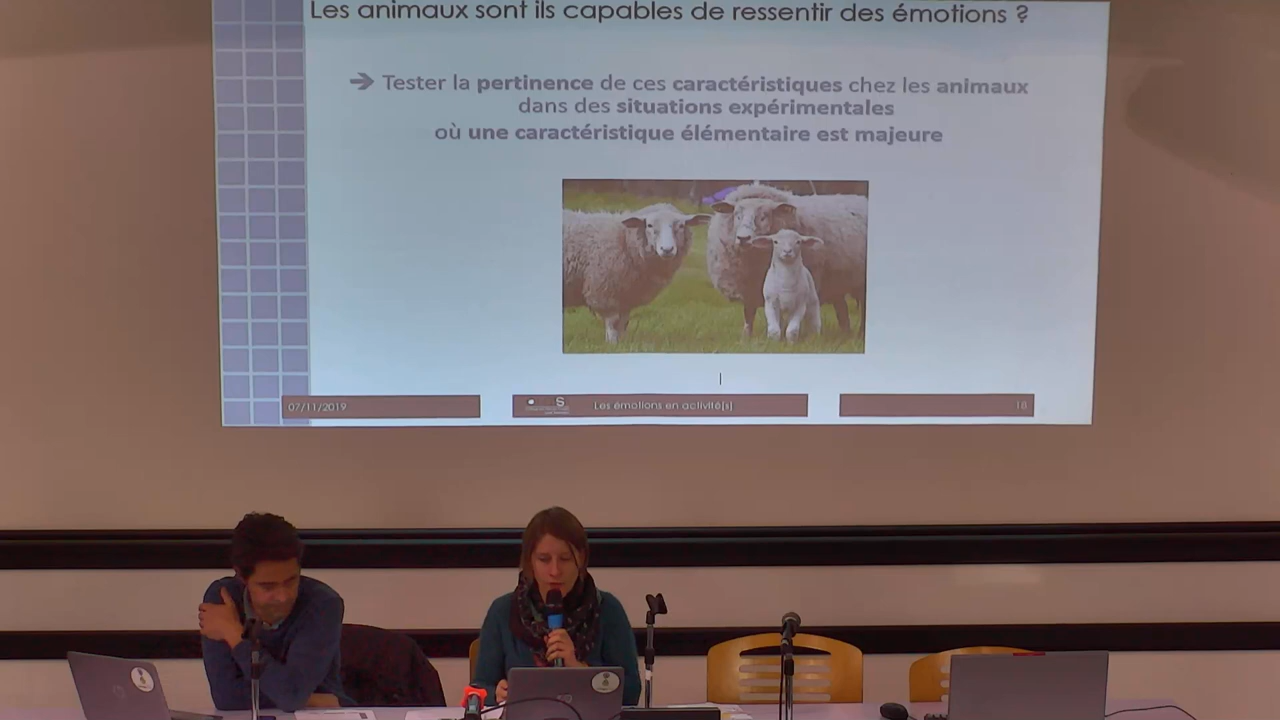 Les animaux sont ils capables de ressentir des émotions ?
➔ Tester la pertinence de ces caractéristiques chez les animaux
dans des situations expérimentales
où une caractéristique élémentaire est majeure
07/11/2019
Les émotions en activité(s)
18